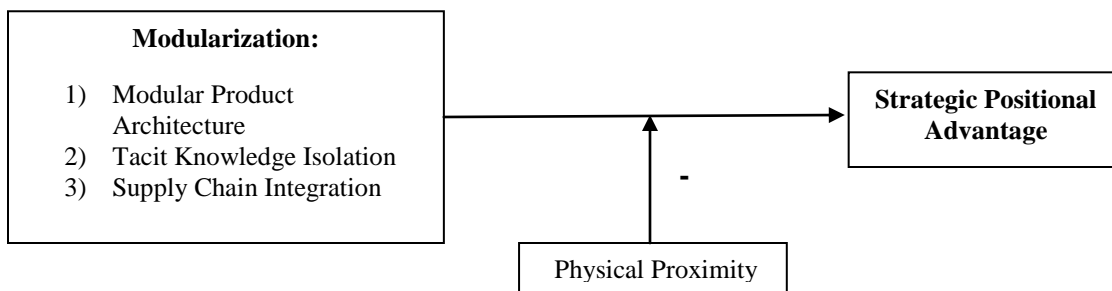 Modularization:
1) Modular Product
Architecture
2) Tacit Knowledge Isolation
3) Supply Chain Integration
Strategic Positional
Advantage
-
Physical Proximity